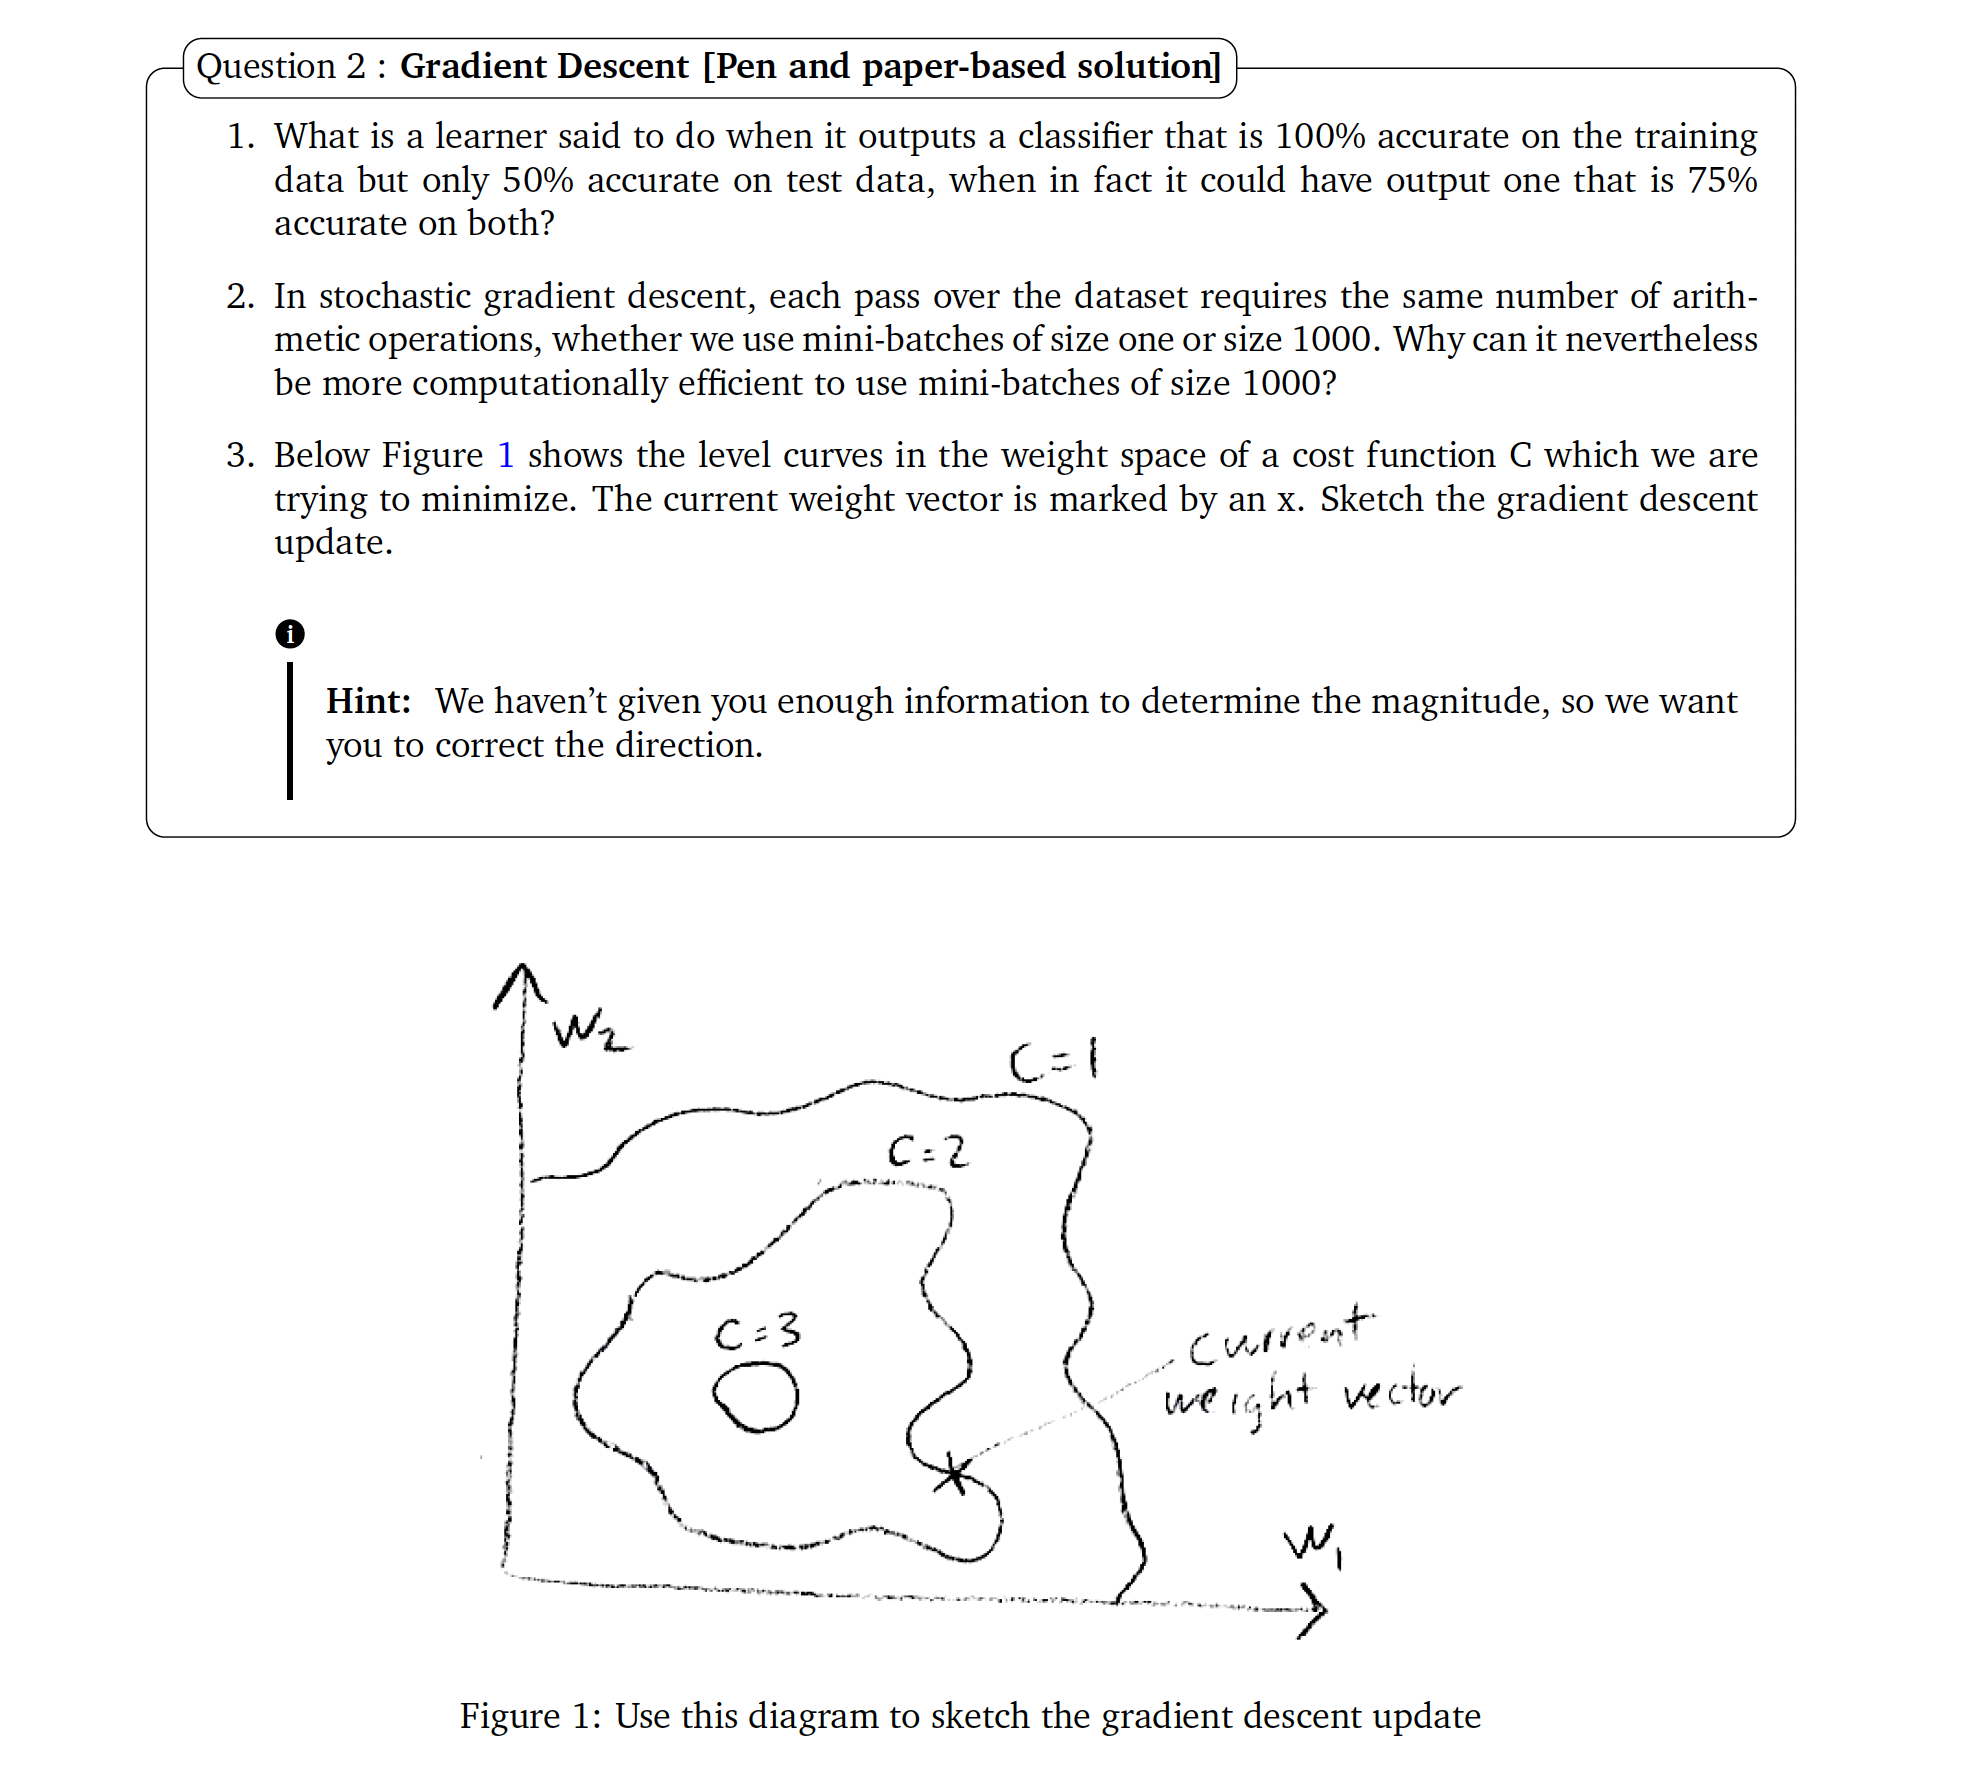 Question 2 : Gradient Descent [Pen and paper-based solution]
1. What is a learner said to do when it outputs a classifier that is 100% accurate on the training
data but only 50% accurate on test data, when in fact it could have output one that is 75%
accurate on both?
2. In stochastic gradient descent, each pass over the dataset requires the same number of arith-
metic operations, whether we use mini-batches of size one or size 1000. Why can it nevertheless
be more computationally efficient to use mini-batches of size 1000?
3. Below Figure 1 shows the level curves in the weight space of a cost function C which we are
trying to minimize. The current weight vector is marked by an x. Sketch the gradient descent
update.
i
Hint: We haven't given you enough information to determine the magnitude, so we want
you to correct the direction.
W2
C=1
C=2
C=3
current
weight vector
W1
Figure 1: Use this diagram to sketch the gradient descent update